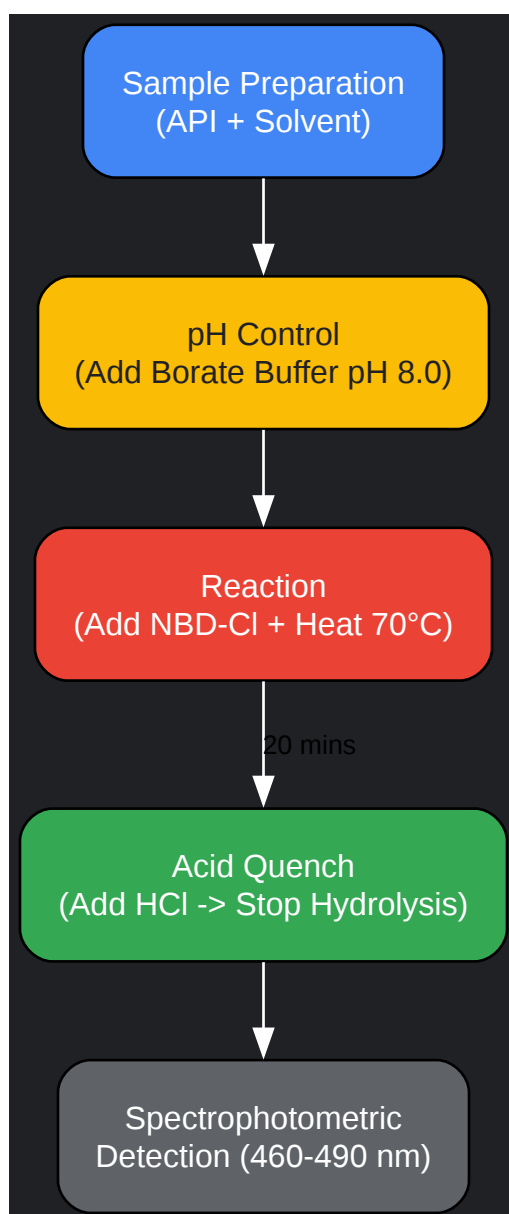 Sample Preparation
(API + Solvent)
pH Control
(Add Borate Buffer pH 8.0)
Reaction
(Add NBD-Cl + Heat 70°C)
20 mins
Acid Quench
(Add HCl -> Stop Hydrolysis)
Spectrophotometric
Detection (460-490 nm)